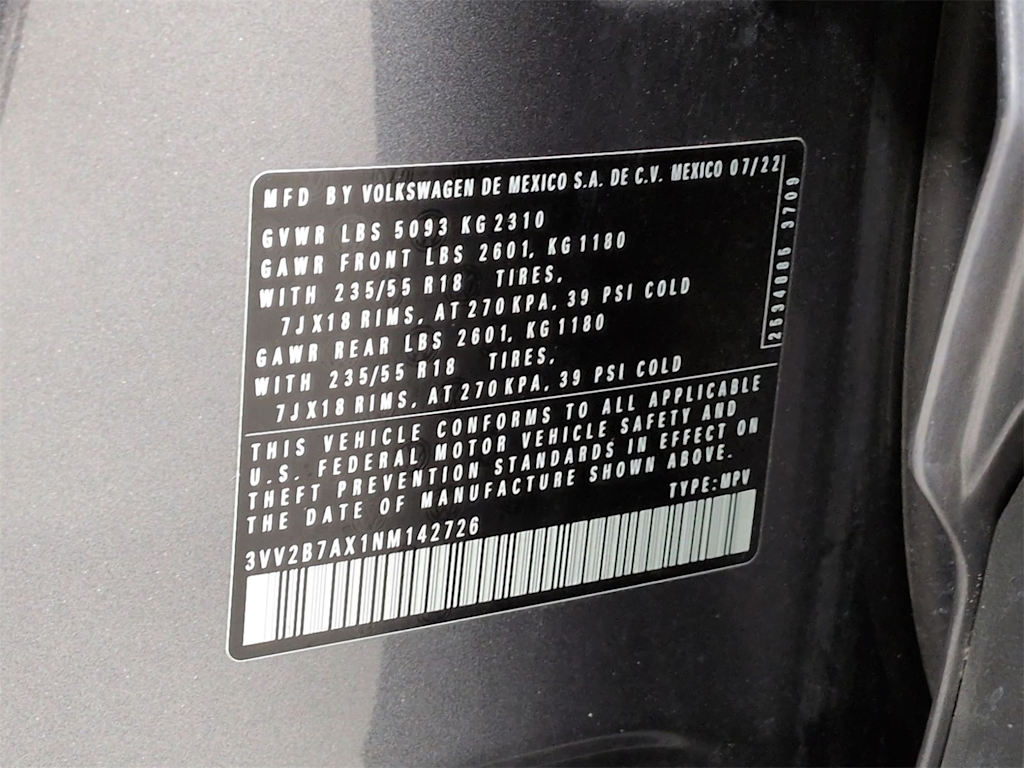 MFD BY VOLKSWAGEN DE MEXICO S.A. DE C.V. MEXICO 07/22
GVWR LBS 5093 KG 2310
GAWR FRONT LBS 2601, KG 1180
WITH 235/55 R18 TIRES,
7JX18 RIMS, AT 270 KPA, 39 PSI COLD
GAWR REAR LBS 2601, KG 1180
WITH 235/55 R18 TIRES,
7JX18 RIMS, AT 270 KPA, 39 PSI COLD
THIS VEHICLE CONFORMS TO ALL APPLICABLE
U.S. FEDERAL MOTOR VEHICLE SAFETY AND
THEFT PREVENTION STANDARDS IN EFFECT ON
THE DATE OF MANUFACTURE SHOWN ABOVE.
TYPE: MPV
3VV2B7AX1NM142726
3709